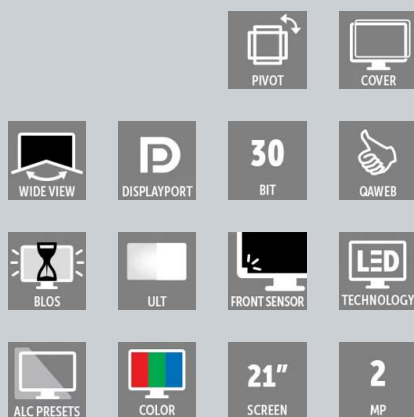 PIVOT
COVER
WIDE VIEW
DISPLAYPORT
30
BIT
QAWEB
BLOS
ULT
FRONT SENSOR
LED
TECHNOLOGY
ALC PRESETS
COLOR
21"
SCREEN
2
MP